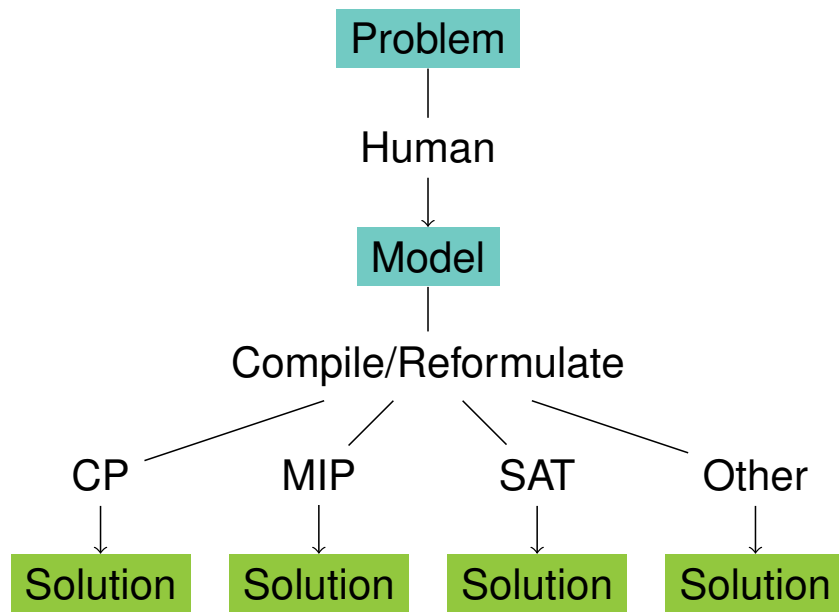 Problem
Human
Model
Compile/Reformulate
CP MIP SAT Other
Solution Solution Solution Solution